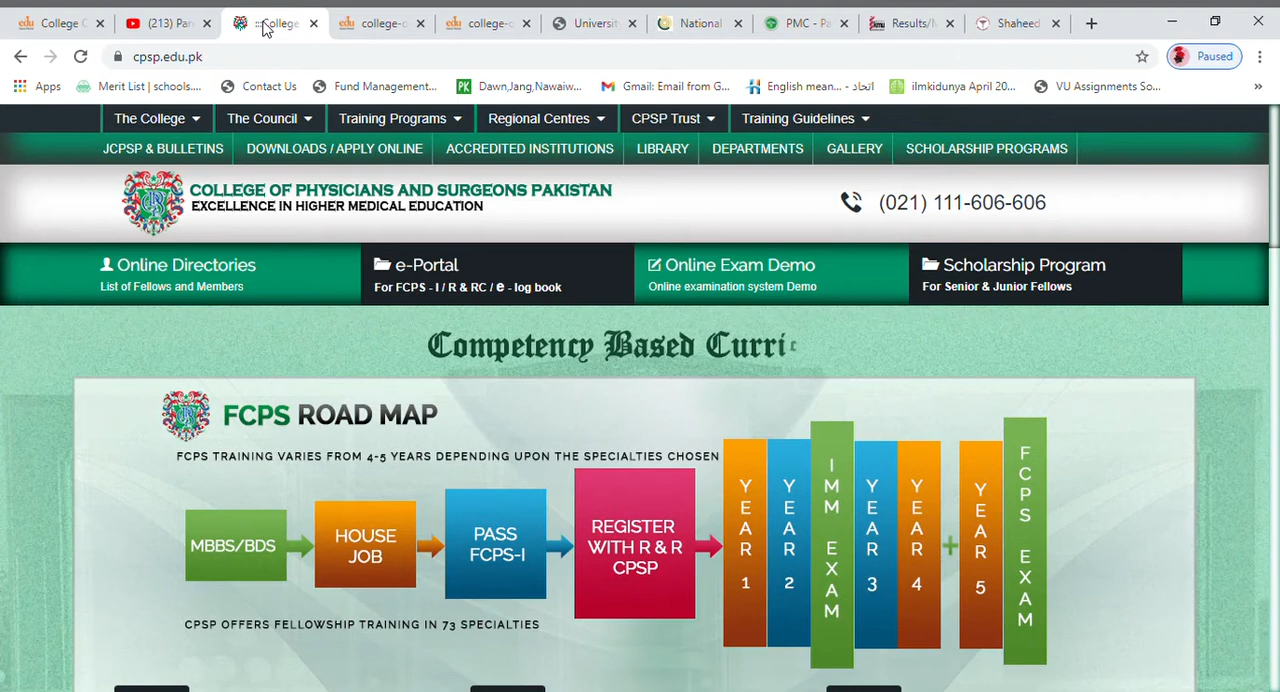 College C
(213) Par
:::College
college-c
college-c
Universit
National
PMC - Pa
Results/M
Shaheed
cpsp.edu.pk
Paused
Apps
Merit List | schools....
Contact Us
Fund Management...
Dawn,Jang,Nawaiw...
Gmail: Email from G...
English mean... - اتحاد
ilmkidunya April 20...
VU Assignments So...
»
The College
The Council
Training Programs
Regional Centres
CPSP Trust
Training Guidelines
JCPSP & BULLETINS
DOWNLOADS / APPLY ONLINE
ACCREDITED INSTITUTIONS
LIBRARY
DEPARTMENTS
GALLERY
SCHOLARSHIP PROGRAMS
COLLEGE OF PHYSICIANS AND SURGEONS PAKISTAN
EXCELLENCE IN HIGHER MEDICAL EDUCATION
(021) 111-606-606
Online Directories
List of Fellows and Members
e-Portal
For FCPS - I / R & RC / e - log book
Online Exam Demo
Online examination system Demo
Scholarship Program
For Senior & Junior Fellows
Competency Based Curric
FCPS ROAD MAP
FCPS TRAINING VARIES FROM 4-5 YEARS DEPENDING UPON THE SPECIALTIES CHOSEN
MBBS/BDS
HOUSE
JOB
PASS
FCPS-I
REGISTER
WITH R & R
CPSP
YEAR 1
YEAR 2
IMM EXAM
YEAR 3
YEAR 4
+
YEAR 5
FCPS EXAM
CPSP OFFERS FELLOWSHIP TRAINING IN 73 SPECIALTIES